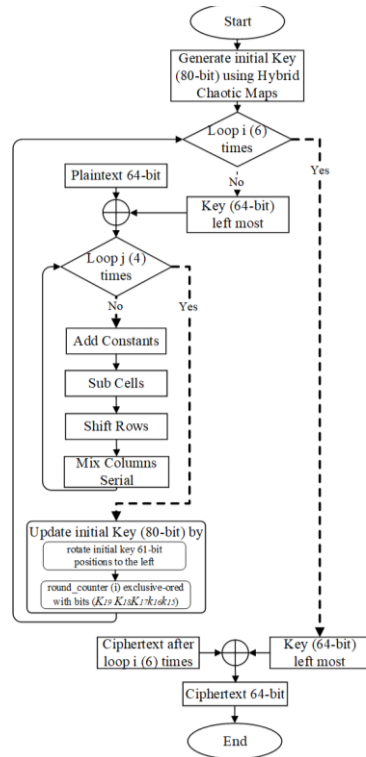 Start
Generate initial Key
(80-bit) using Hybrid
Chaotic Maps
Loop i (6)
times
Yes
No
Plaintext 64-bit
Key (64-bit)
left most
Loop j (4)
times
No
Yes
Add Constants
Sub Cells
Shift Rows
Mix Columns
Serial
Update initial Key (80-bit) by
rotate initial key 61-bit
positions to the left
round_counter (i) exclusive-ored
with bits (K19 K18K17k16k15)
Ciphertext after
loop i (6) times
Key (64-bit)
left most
Ciphertext 64-bit
End